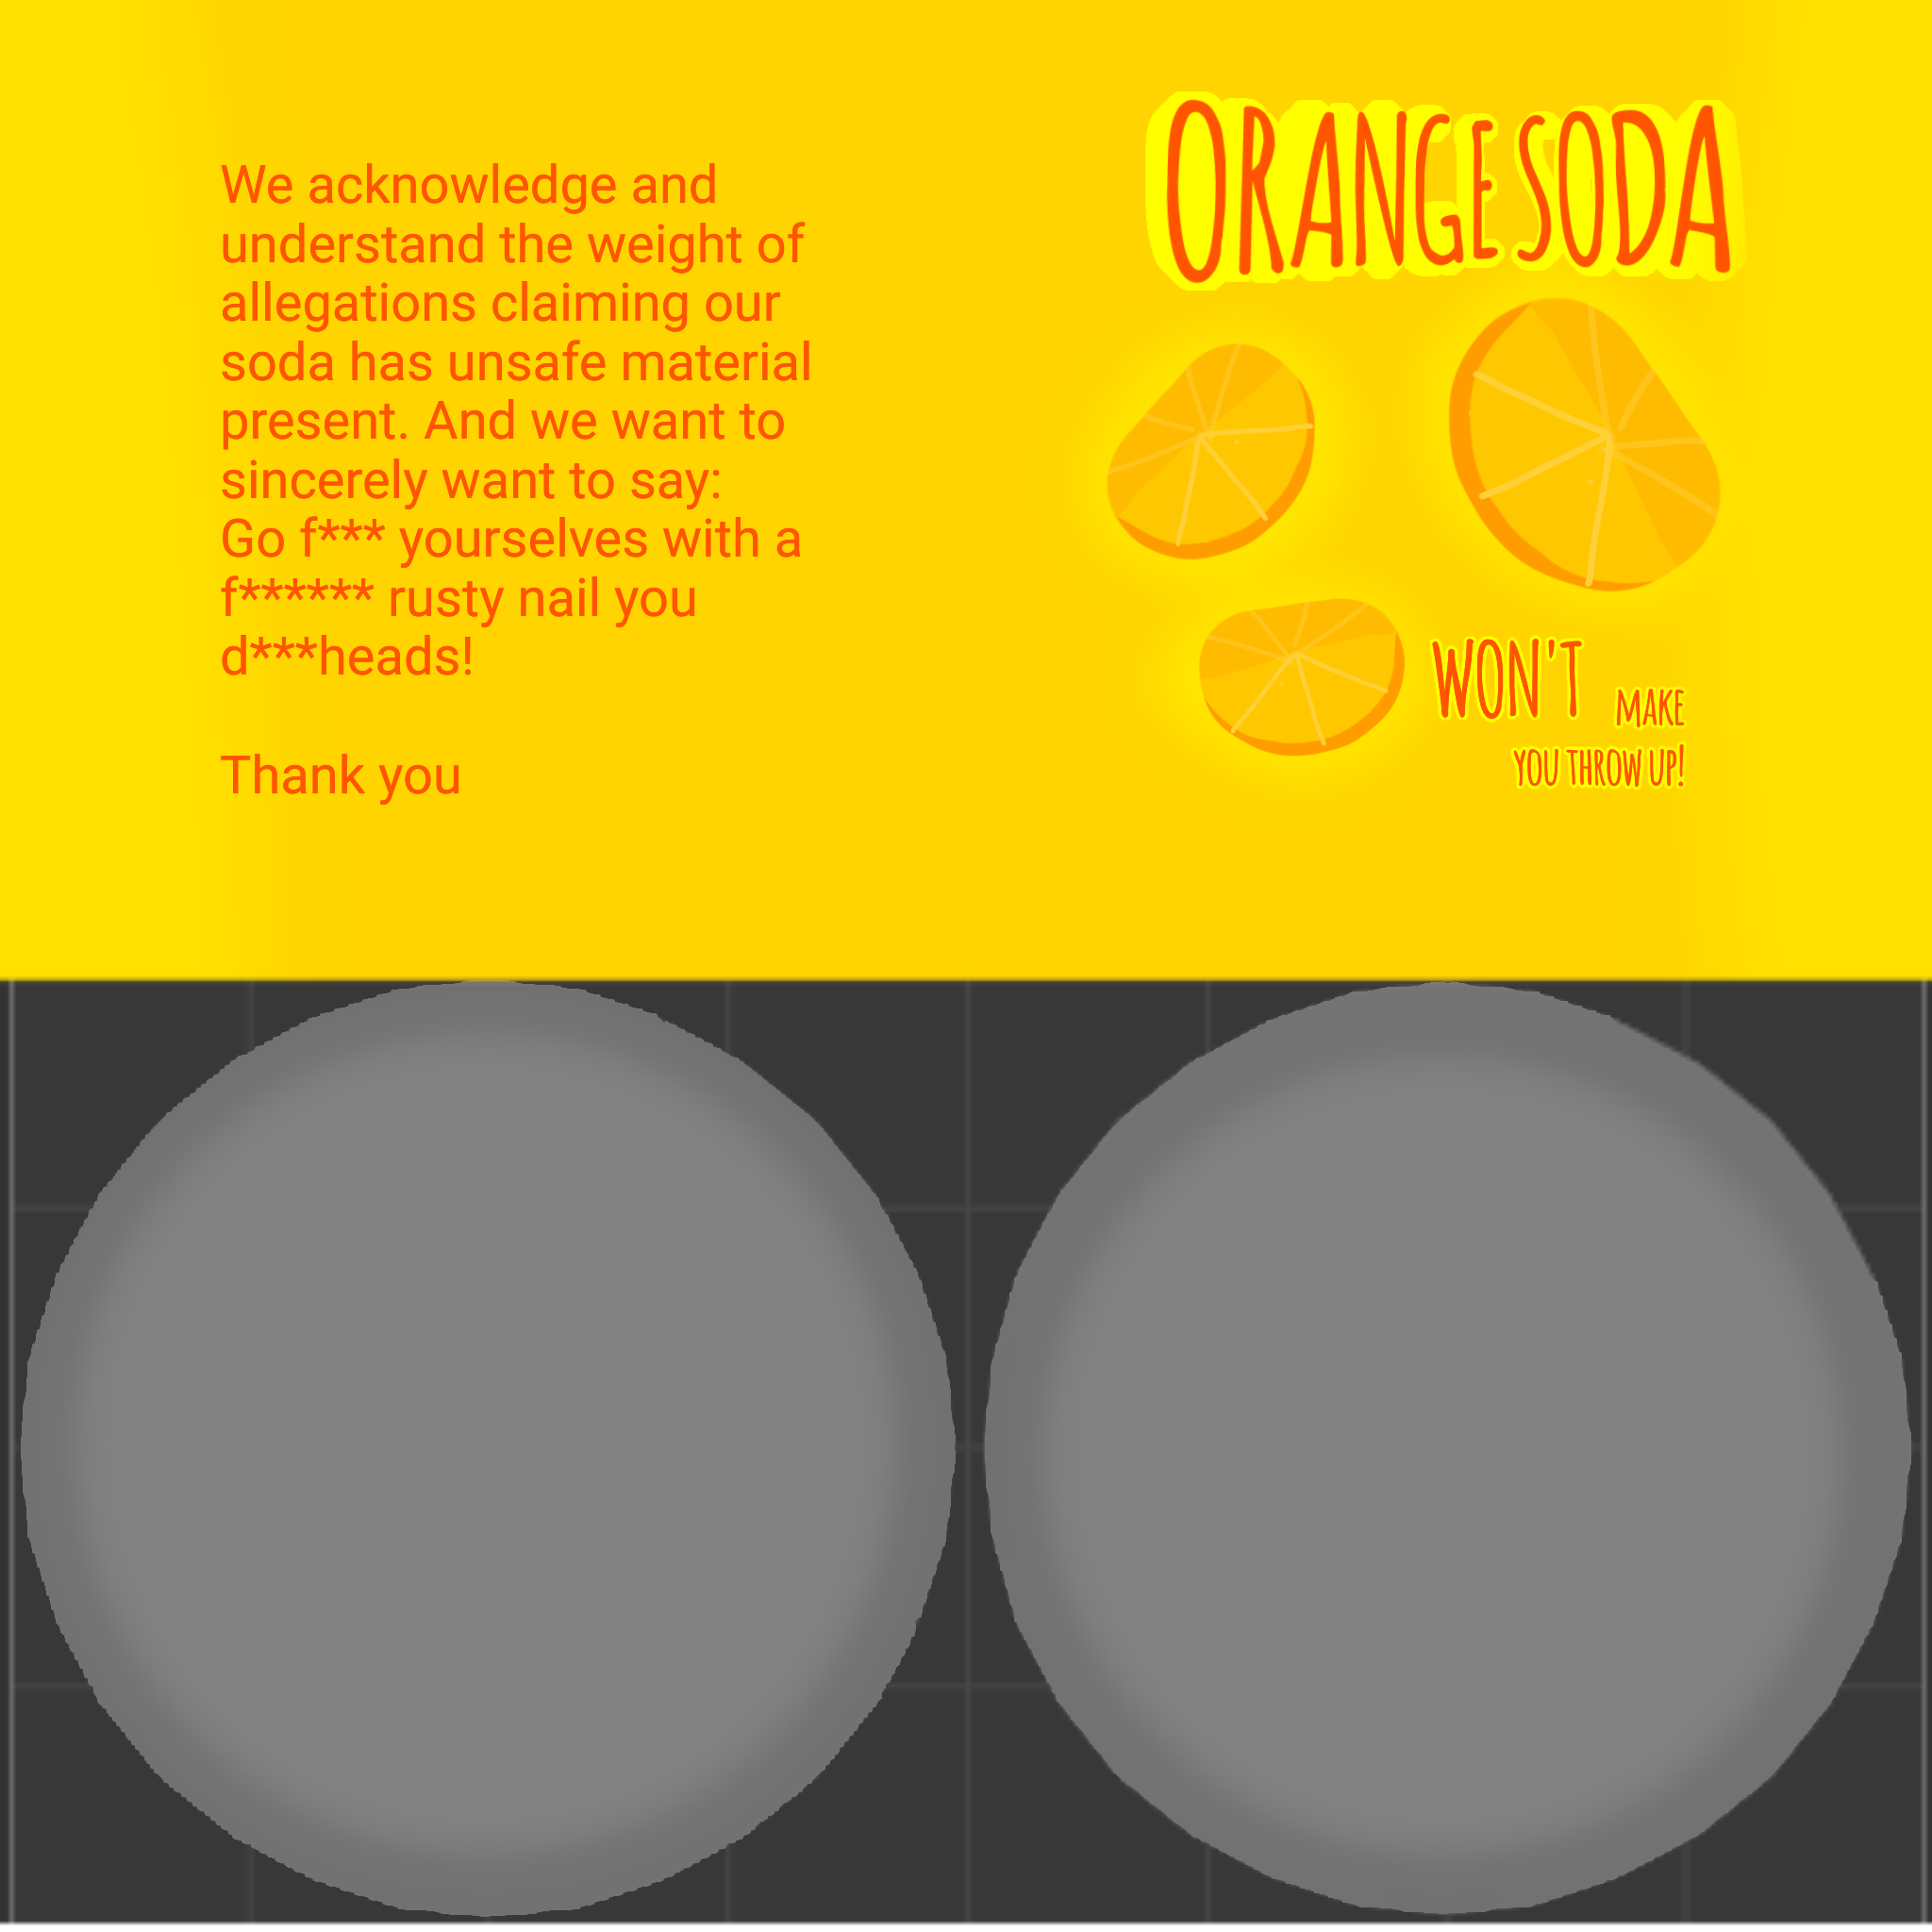 We acknowledge and
understand the weight of
allegations claiming our
soda has unsafe material
present. And we want to
sincerely want to say:
Go f*** yourselves with a
f****** rusty nail you
d***heads!
Thank you
ORANGE SODA
WON'T
MAKE
YOU THROW UP!